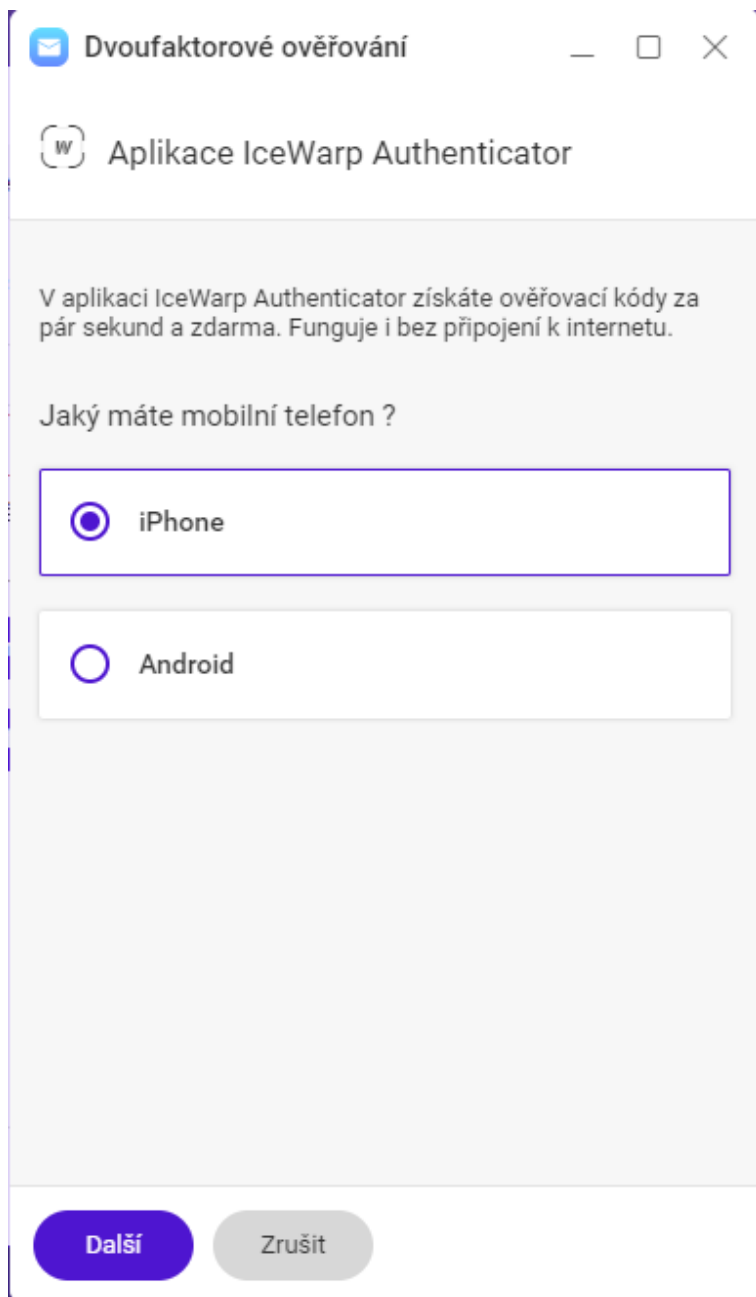 Dvoufaktorové ověřování
W
Aplikace IceWarp Authenticator
V aplikaci IceWarp Authenticator získáte ověřovací kódy za
pár sekund a zdarma. Funguje i bez připojení k internetu.
Jaký máte mobilní telefon ?
iPhone
Android
Další
Zrušit